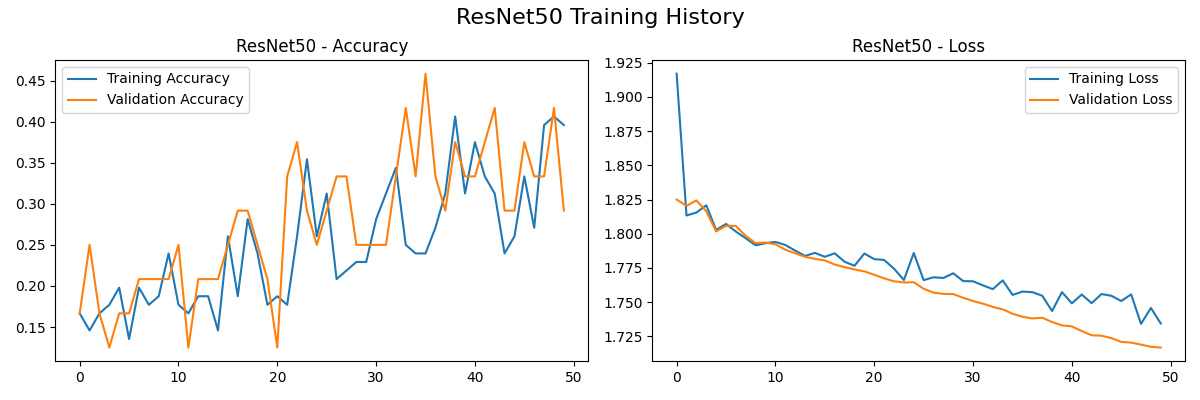 ResNet50 Training History
ResNet50 - Accuracy
Training Accuracy
Validation Accuracy
0.45
0.40
0.35
0.30
0.25
0.20
0.15
0 10 20 30 40 50
ResNet50 - Loss
Training Loss
Validation Loss
1.925
1.900
1.875
1.850
1.825
1.800
1.775
1.750
1.725
0 10 20 30 40 50